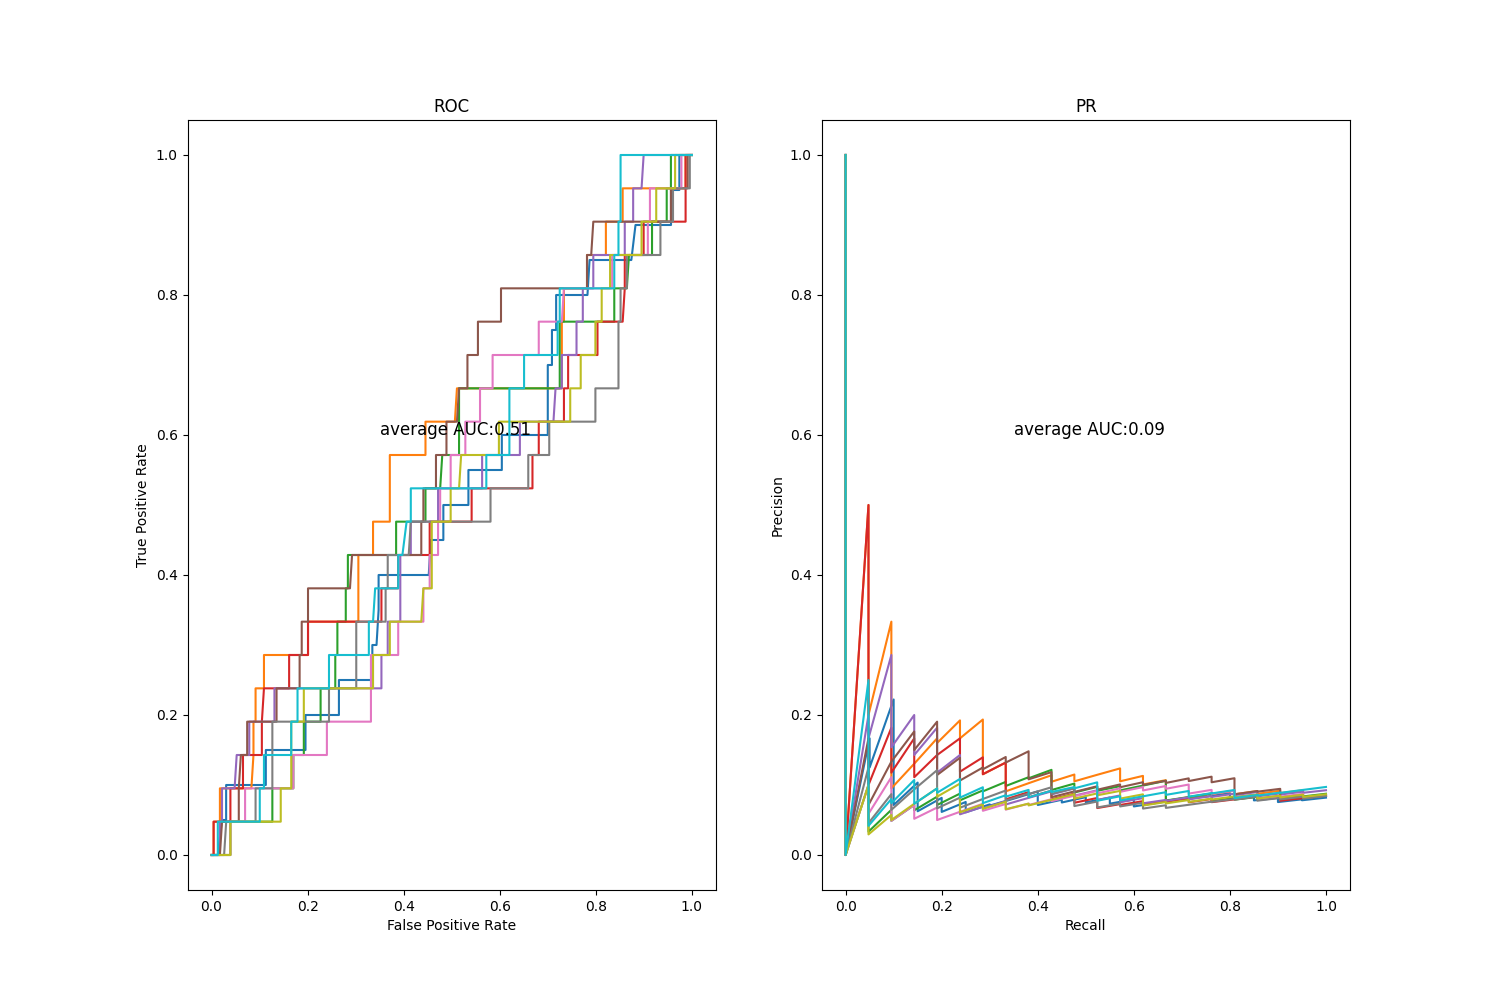 ROC
True Positive Rate
1.0
0.8
0.6
0.4
0.2
0.0
average AUC:0.51
0.0 0.2 0.4 0.6 0.8 1.0
False Positive Rate
PR
Precision
1.0
0.8
0.6
0.4
0.2
0.0
average AUC:0.09
0.0 0.2 0.4 0.6 0.8 1.0
Recall